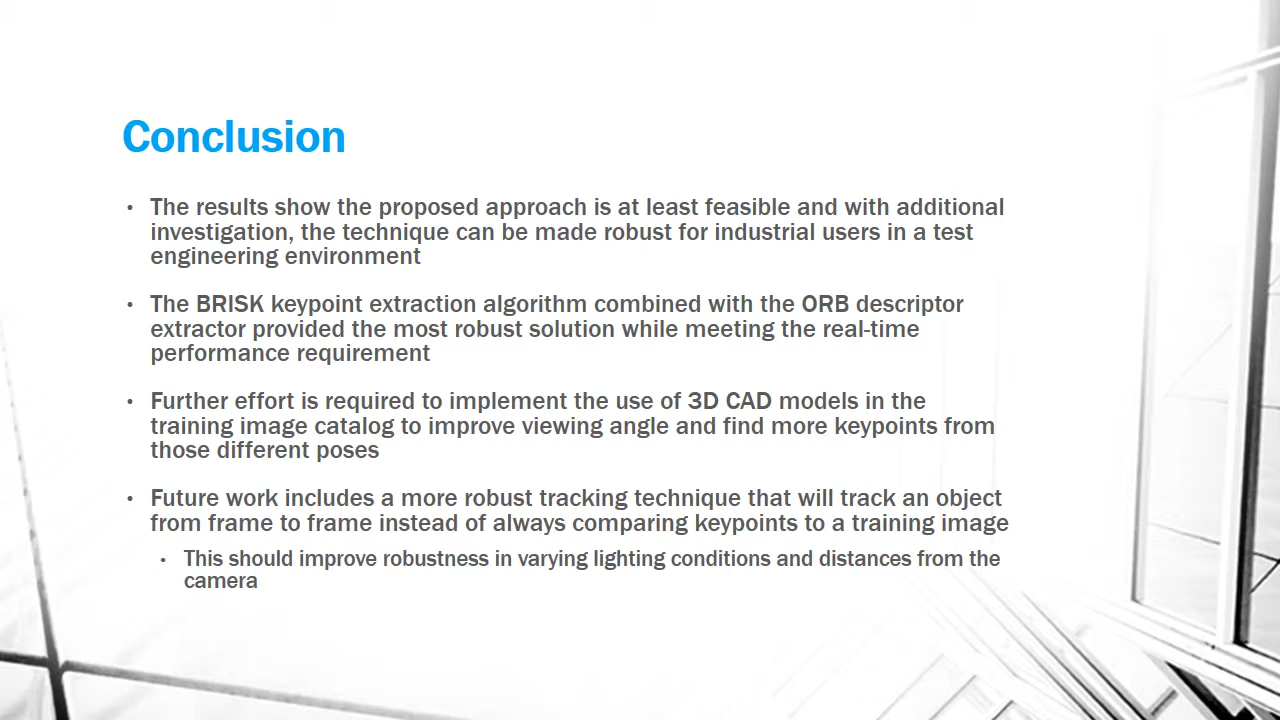 Conclusion
• The results show the proposed approach is at least feasible and with additional
investigation, the technique can be made robust for industrial users in a test
engineering environment
• The BRISK keypoint extraction algorithm combined with the ORB descriptor
extractor provided the most robust solution while meeting the real-time
performance requirement
• Further effort is required to implement the use of 3D CAD models in the
training image catalog to improve viewing angle and find more keypoints from
those different poses
• Future work includes a more robust tracking technique that will track an object
from frame to frame instead of always comparing keypoints to a training image
• This should improve robustness in varying lighting conditions and distances from the
camera